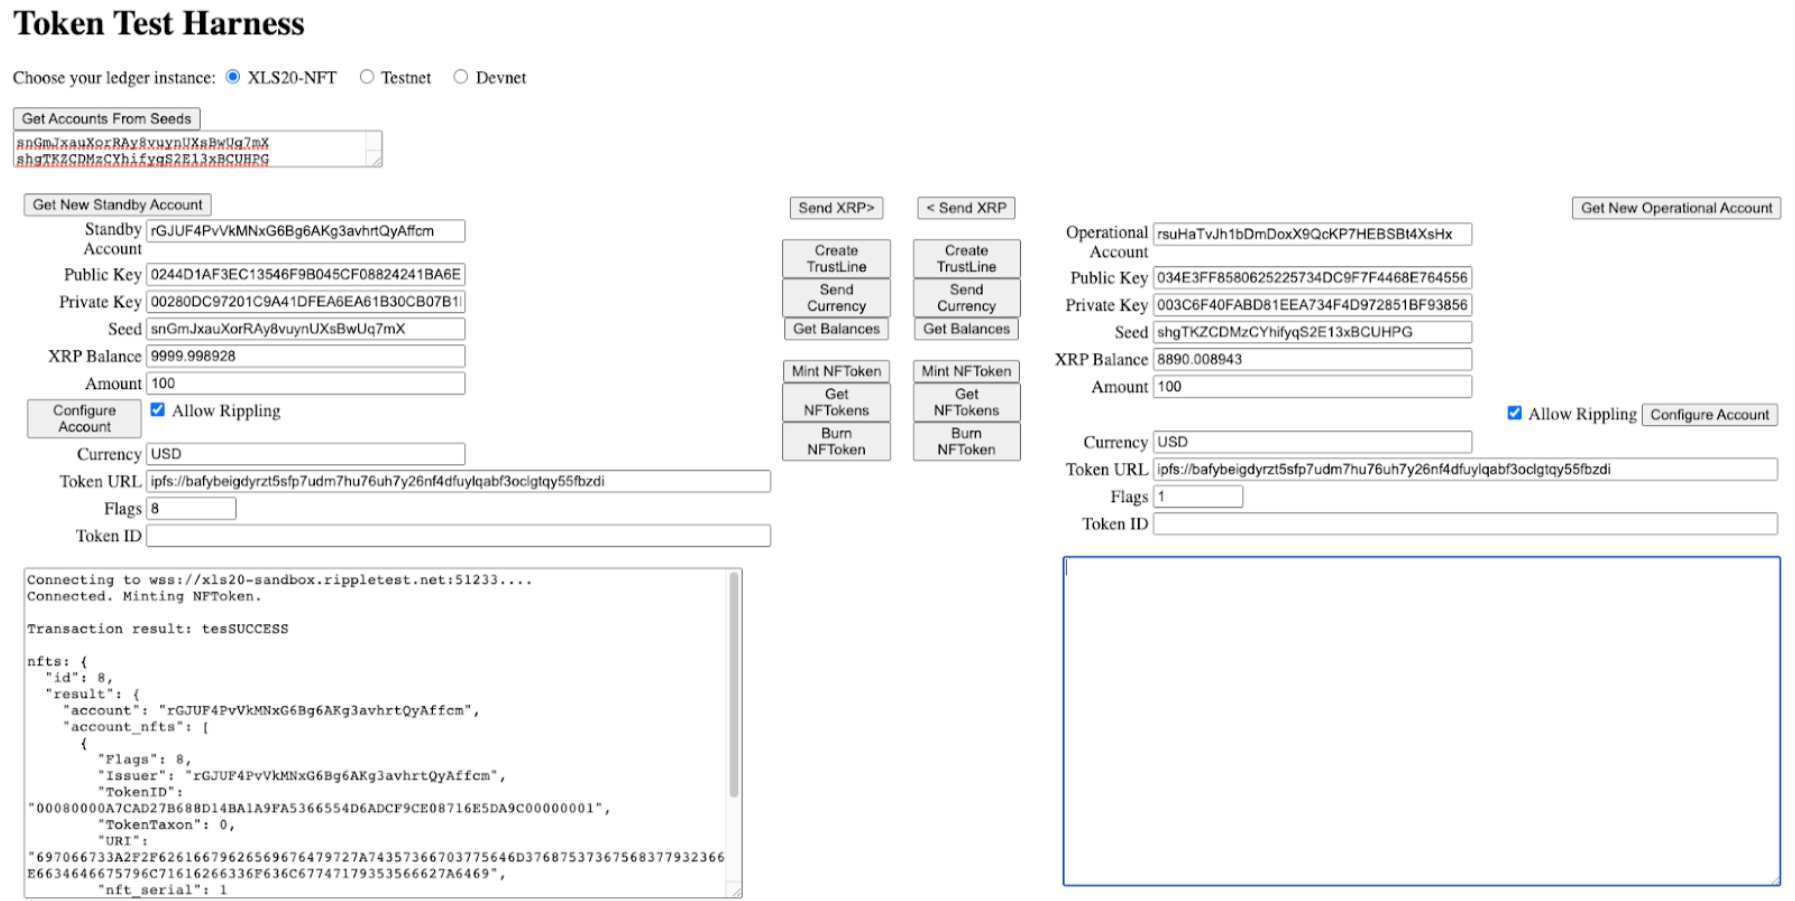 Token Test Harness
Choose your ledger instance: XLS20-NFT Testnet Devnet
Get Accounts From Seeds
snGmJxauXorRAy8vuynUXsBwUq7mX
shgTKZCDMzCYhifyqS2E13xBCUHPG
Get New Standby Account
Standby Account rGJUF4PvVkMNxG6Bg6AKg3avhrtQyAffcm
Public Key 0244D1AF3EC13546F9B045CF08824241BA6E
Private Key 00280DC97201C9A41DFEA6EA61B30CB07B1
Seed snGmJxauXorRAy8vuynUXsBwUq7mX
XRP Balance 9999.998928
Amount 100
Configure Account Allow Rippling
Currency USD
Token URL ipfs://bafybeigdyrzt5sfp7udm7hu76uh7y26nf4dfuylqabf3oclgtqy55fbzdi
Flags 8
Token ID
Send XRP> < Send XRP
Create TrustLine Create TrustLine
Send Currency Send Currency
Get Balances Get Balances
Mint NFToken Mint NFToken
Get NFTokens Get NFTokens
Burn NFToken Burn NFToken
Get New Operational Account
Operational Account rsuHaTvJh1bDmDoxX9QcKP7HEBSBt4XsHx
Public Key 034E3FF8580625225734DC9F7F4468E764556
Private Key 003C6F40FABD81EEA734F4D972851BF93856
Seed shgTKZCDMzCYhifyqS2E13xBCUHPG
XRP Balance 8890.008943
Amount 100
Allow Rippling Configure Account
Currency USD
Token URL ipfs://bafybeigdyrzt5sfp7udm7hu76uh7y26nf4dfuylqabf3oclgtqy55fbzdi
Flags 1
Token ID
Connecting to wss://xls20-sandbox.rippletest.net:51233....
Connected. Minting NFToken.
Transaction result: tesSUCCESS
nfts: {
"id": 8,
"result": {
"account": "rGJUF4PvVkMNxG6Bg6AKg3avhrtQyAffcm",
"account_nfts": [
{
"Flags": 8,
"Issuer": "rGJUF4PvVkMNxG6Bg6AKg3avhrtQyAffcm",
"TokenID":
"00080000A7CAD27B688D14BA1A9FA5366554D6ADCF9CE08716E5DA9C00000001",
"TokenTaxon": 0,
"URI":
"697066733A2F2F62616679626569676479727A74357366703775646D37687537367568377932366
E6634646675796C71616266336F636C67747179353566627A6469",
"nft_serial": 1